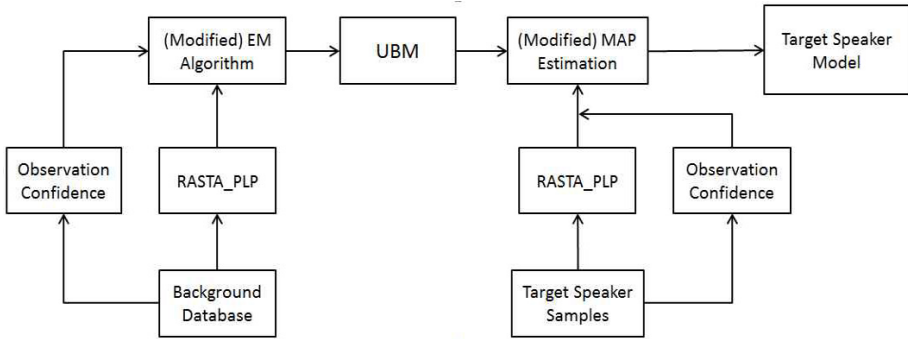 (Modified) EM
Algorithm
UBM
(Modified) MAP
Estimation
Target Speaker
Model
Observation
Confidence
RASTA_PLP
RASTA_PLP
Observation
Confidence
Background
Database
Target Speaker
Samples